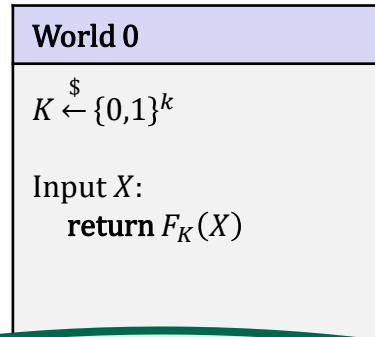 World 0
$
K ← {0,1}^k
Input X:
return F_K(X)